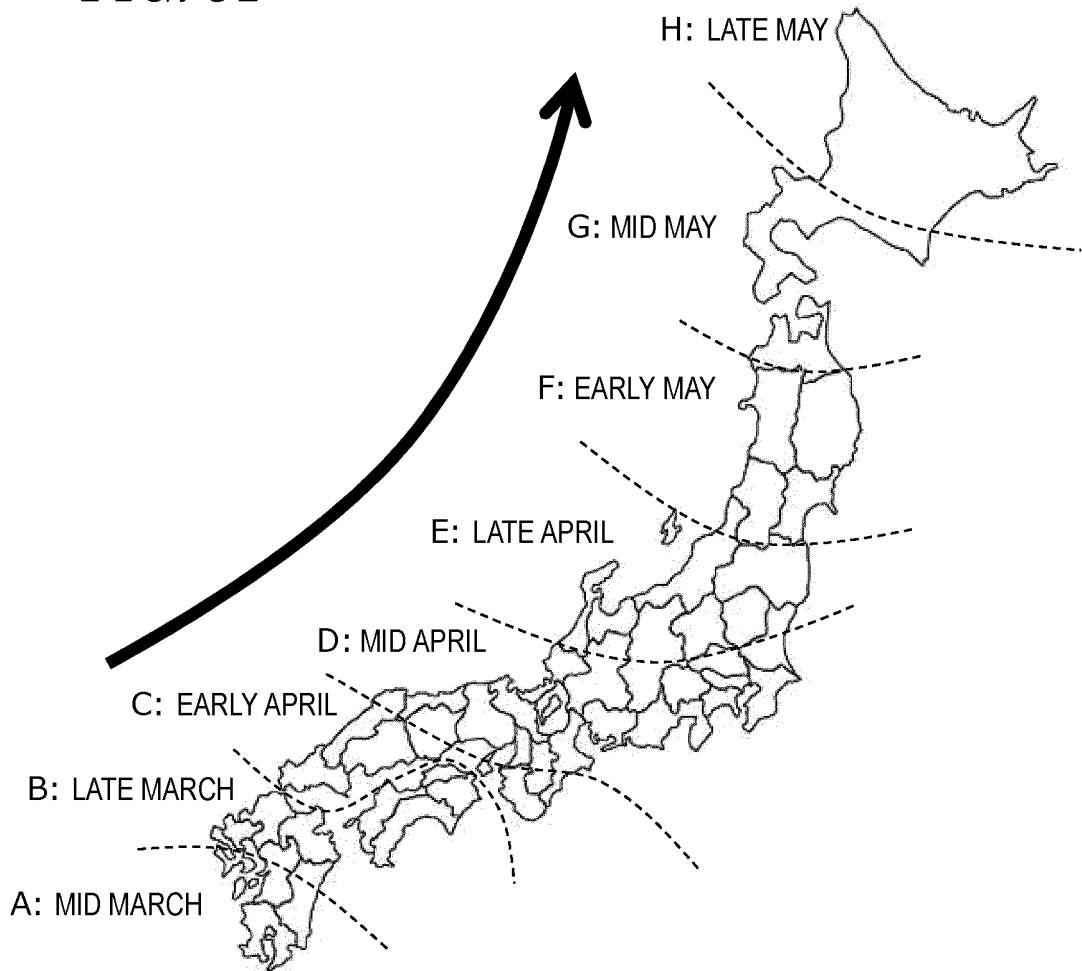 H: LATE MAY
G: MID MAY
F: EARLY MAY
E: LATE APRIL
D: MID APRIL
C: EARLY APRIL
B: LATE MARCH
A: MID MARCH